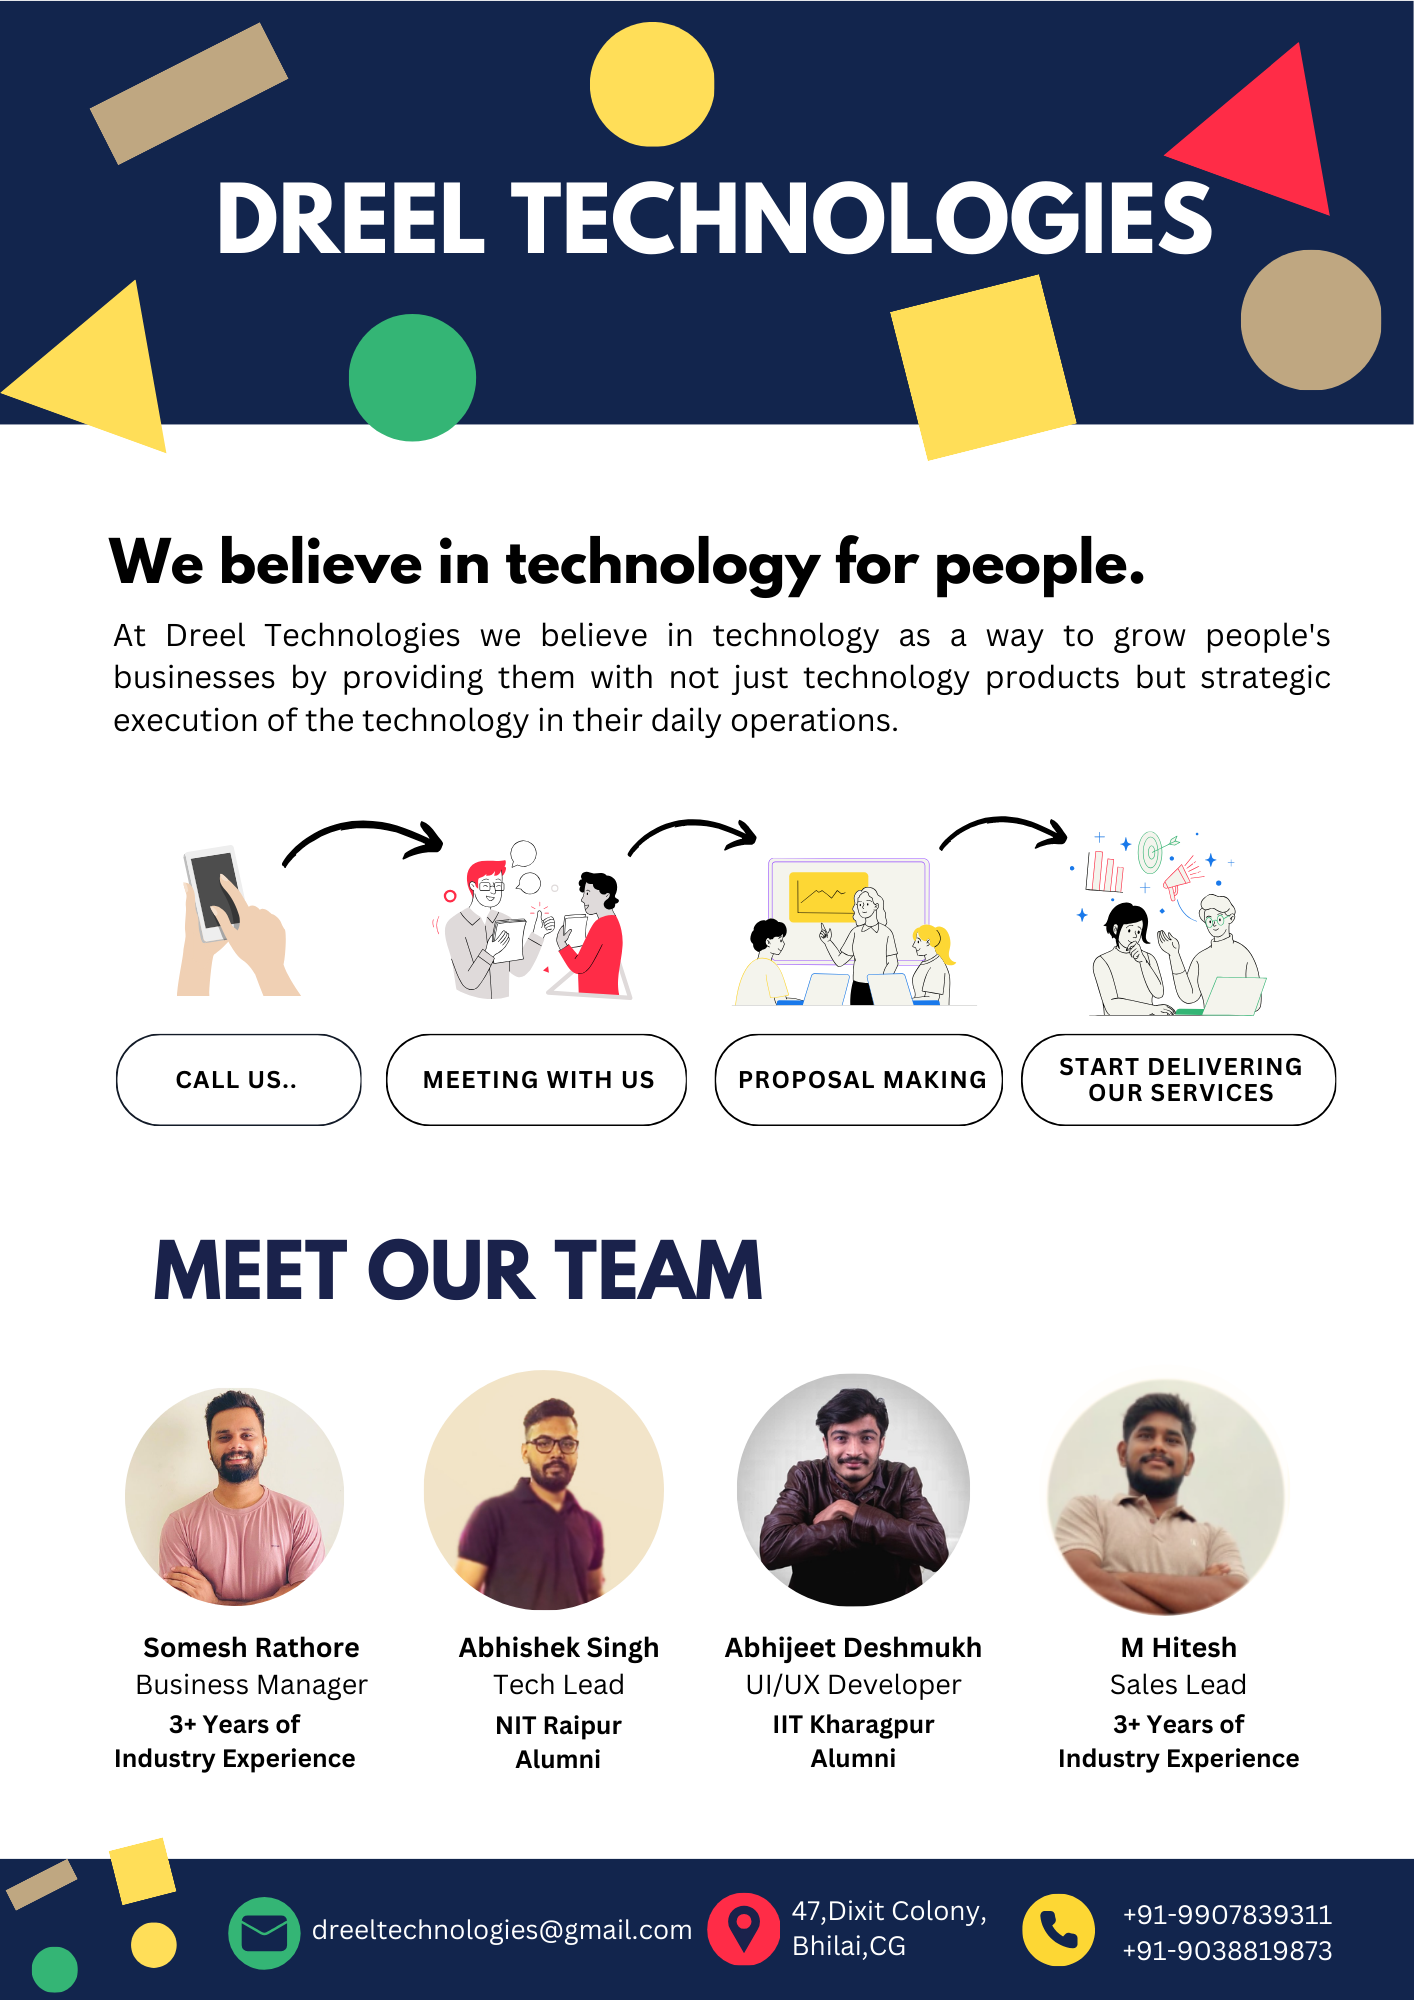 DREEL TECHNOLOGIES
We believe in technology for people.
At Dreel Technologies we believe in technology as a way to grow people's
businesses by providing them with not just technology products but strategic
execution of the technology in their daily operations.
CALL US..
MEETING WITH US
PROPOSAL MAKING
START DELIVERING
OUR SERVICES
MEET OUR TEAM
Somesh Rathore
Business Manager
3+ Years of
Industry Experience
Abhishek Singh
Tech Lead
NIT Raipur
Alumni
Abhijeet Deshmukh
UI/UX Developer
IIT Kharagpur
Alumni
M Hitesh
Sales Lead
3+ Years of
Industry Experience
dreeltechnologies@gmail.com
47,Dixit Colony,
Bhilai,CG
+91-9907839311
+91-9038819873